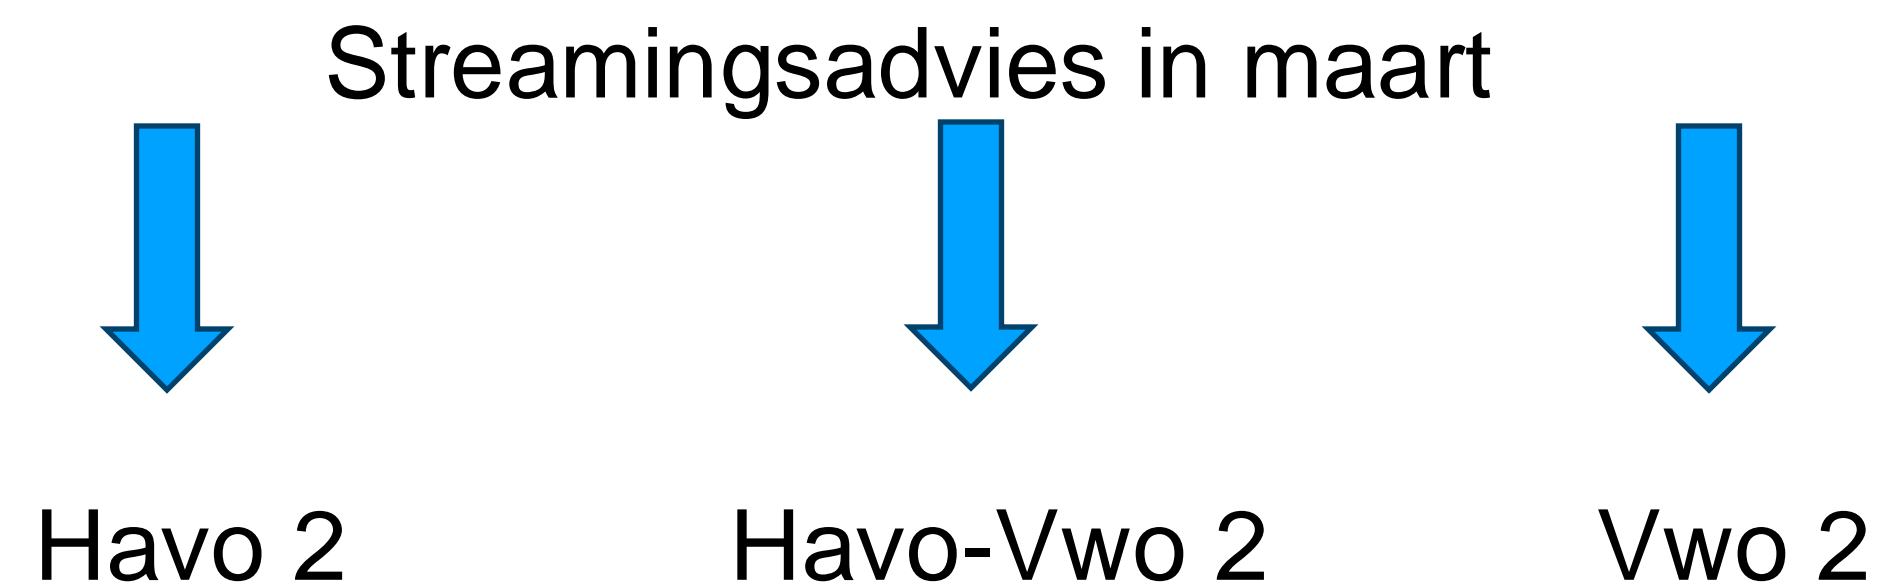 Streamingsadvies in maart
Havo 2
Havo-Vwo 2
Vwo 2